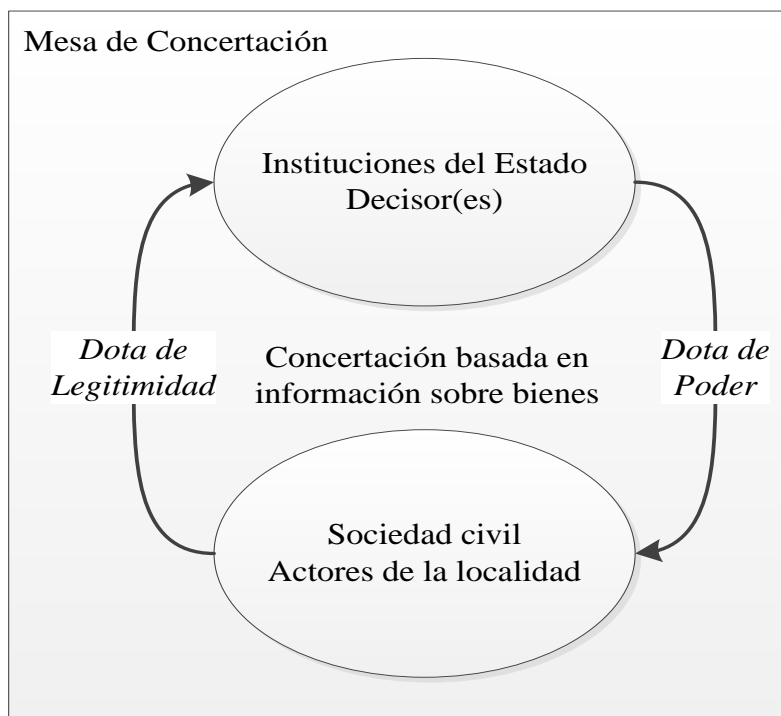 Mesa de Concertación
Instituciones del Estado
Decisor(es)
Dota de
Legitimidad
Concertación basada en
información sobre bienes
Dota de
Poder
Sociedad civil
Actores de la localidad